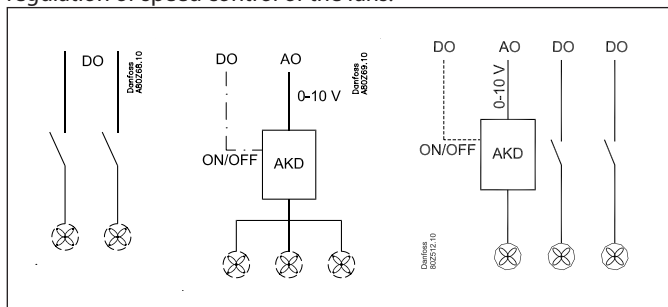 regulation or speed control of the fans.
DO
Danfoss
A80Z68.10
DO
AO
Danfoss
A80Z69.10
0-10 V
ON/OFF
AKD
DO
AO
DO
DO
0-10 V
ON/OFF
AKD
Danfoss
80Z512.10